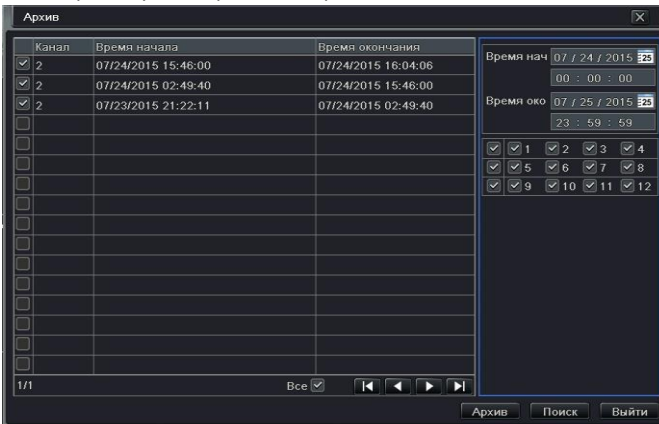 Архив
Канал Время начала Время окончания
2 07/24/2015 15:46:00 07/24/2015 16:04:06
2 07/24/2015 02:49:40 07/24/2015 15:46:00
2 07/23/2015 21:22:11 07/24/2015 02:49:40
1/1 Все
Время нач 07 / 24 / 2015 25
00 : 00 : 00
Время око 07 / 25 / 2015 25
23 : 59 : 59
1 2 3 4
5 6 7 8
9 10 11 12
Архив Поиск Выйти